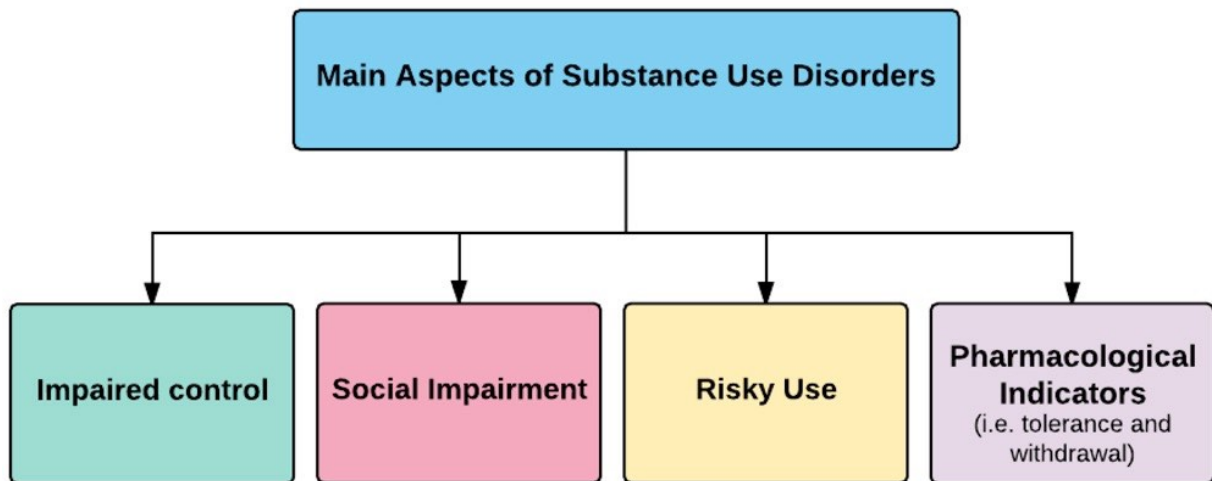 Main Aspects of Substance Use Disorders
Impaired control
Social Impairment
Risky Use
Pharmacological
Indicators
(i.e. tolerance and
withdrawal)